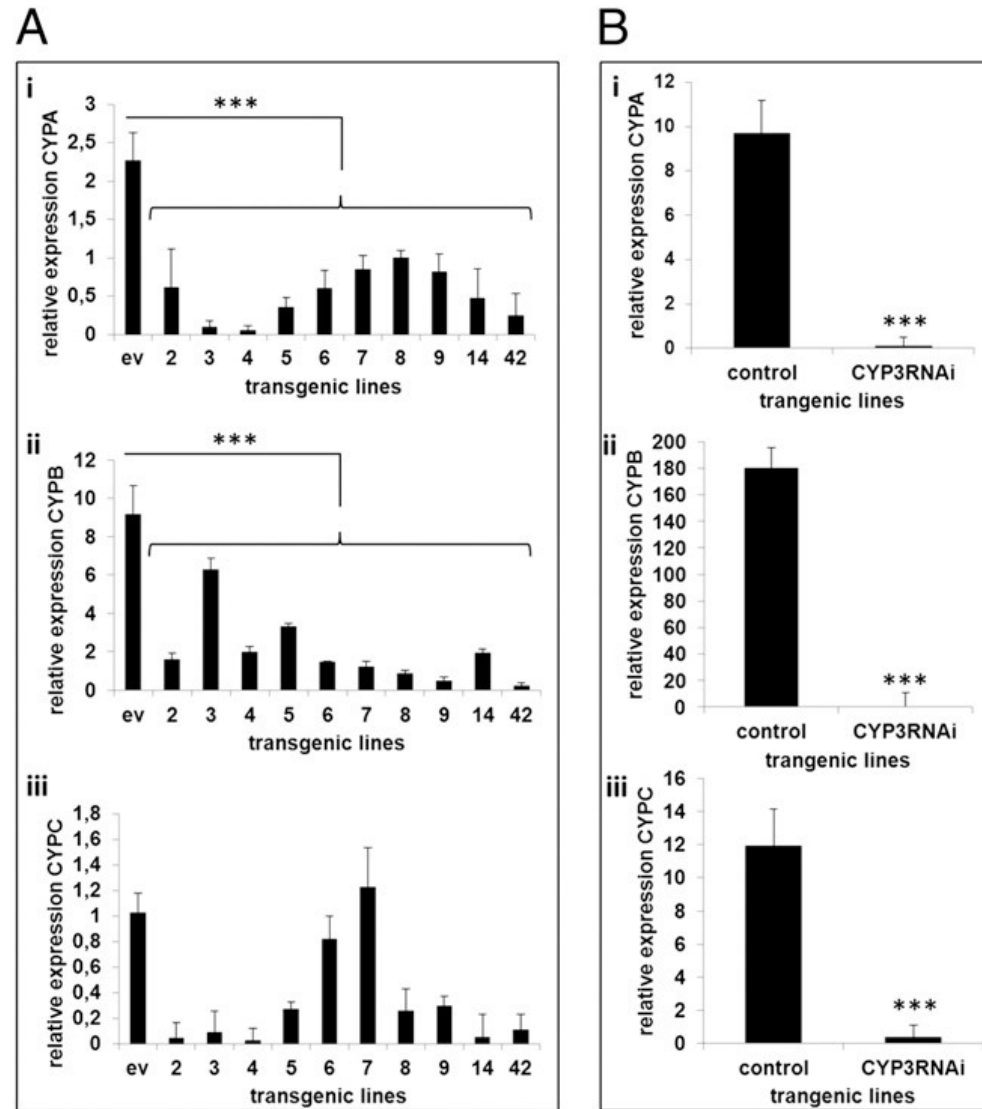 A
i
***
relative expression CYPA
3
2,5
2
1,5
1
0,5
0
ev 2 3 4 5 6 7 8 9 14 42
transgenic lines
ii
***
relative expression CYPB
12
10
8
6
4
2
0
ev 2 3 4 5 6 7 8 9 14 42
transgenic lines
iii
relative expression CYPC
1,8
1,6
1,4
1,2
1
0,8
0,6
0,4
0,2
0
ev 2 3 4 5 6 7 8 9 14 42
transgenic lines
B
i
relative expression CYPA
12
10
8
6
4
2
0
***
control CYP3RNAi
trangenic lines
ii
relative expression CYPB
200
180
160
140
120
100
80
60
40
20
0
***
control CYP3RNAi
trangenic lines
iii
relative expression CYPC
16
14
12
10
8
6
4
2
0
***
control CYP3RNAi
trangenic lines